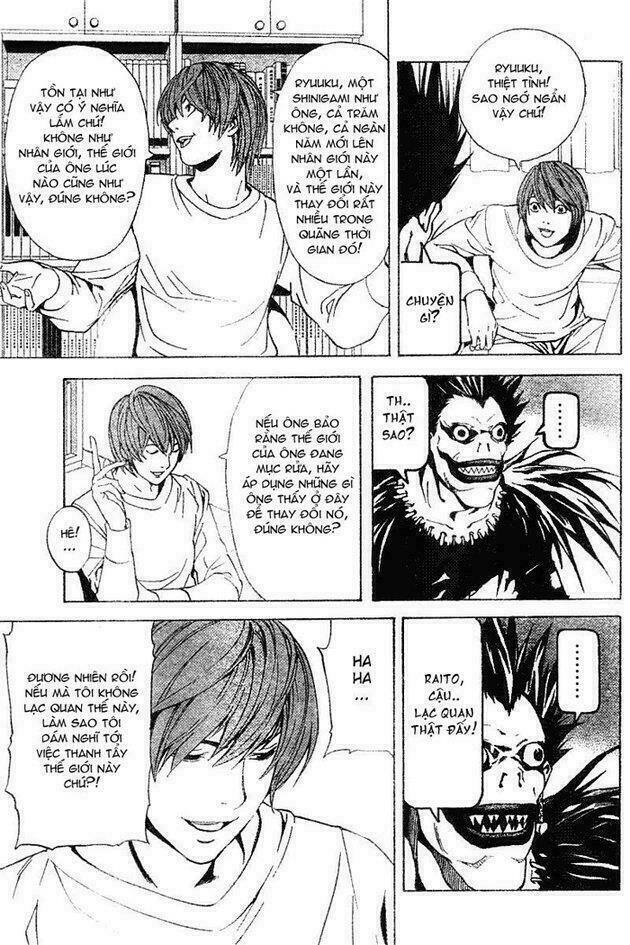 RYUUKU,
THIỆT TÌNH!
SAO NGỚ NGẨN
VẬY CHỨ!
CHUYỆN
GÌ?
RYUUKU, MỘT
SHINIGAMI NHƯ
ÔNG, CẢ TRĂM
KHÔNG, CẢ NGÀN
NĂM MỚI LÊN
NHÂN GIỚI NÀY
MỘT LẦN,
VÀ THẾ GIỚI NÀY
THAY ĐỔI RẤT
NHIỀU TRONG
QUÃNG THỜI
GIAN ĐÓ!
TỒN TẠI NHƯ
VẬY CÓ Ý NGHĨA
LẮM CHỨ!
KHÔNG NHƯ
NHÂN GIỚI, THẾ GIỚI
CỦA ÔNG LÚC
NÀO CŨNG NHƯ
VẬY, ĐÚNG KHÔNG?
......
TH..
THẬT
SAO?
NẾU ÔNG BẢO
RẰNG THẾ GIỚI
CỦA ÔNG ĐANG
MỤC RỬA, HÃY
ÁP DỤNG NHỮNG GÌ
ÔNG THẤY Ở ĐÂY
ĐỂ THAY ĐỔI NÓ,
ĐÚNG KHÔNG?
HÊ!
...
......
RAITO,
CẬU..
LẠC QUAN
THẬT ĐẤY!
HA
HA
...
ĐƯƠNG NHIÊN RỒI!
NẾU MÀ TÔI KHÔNG
LẠC QUAN THẾ NÀY,
LÀM SAO TÔI
DÁM NGHĨ TỚI
VIỆC THANH TẨY
THẾ GIỚI NÀY
CHỨ?!